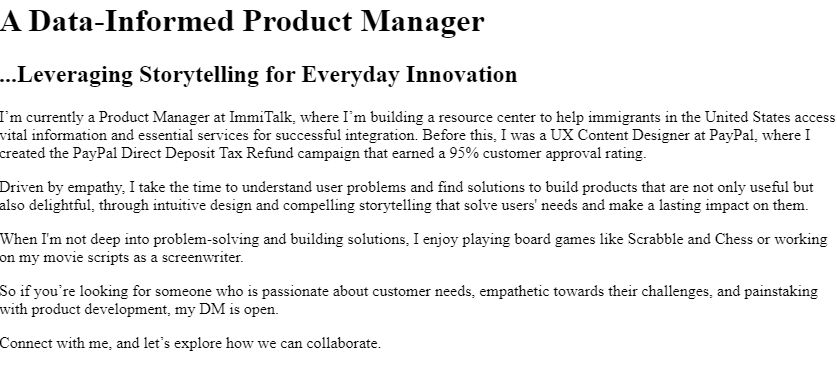 A Data-Informed Product Manager
...Leveraging Storytelling for Everyday Innovation
I’m currently a Product Manager at ImmiTalk, where I’m building a resource center to help immigrants in the United States access
vital information and essential services for successful integration. Before this, I was a UX Content Designer at PayPal, where I
created the PayPal Direct Deposit Tax Refund campaign that earned a 95% customer approval rating.
Driven by empathy, I take the time to understand user problems and find solutions to build products that are not only useful but
also delightful, through intuitive design and compelling storytelling that solve users' needs and make a lasting impact on them.
When I'm not deep into problem-solving and building solutions, I enjoy playing board games like Scrabble and Chess or working
on my movie scripts as a screenwriter.
So if you’re looking for someone who is passionate about customer needs, empathetic towards their challenges, and painstaking
with product development, my DM is open.
Connect with me, and let’s explore how we can collaborate.